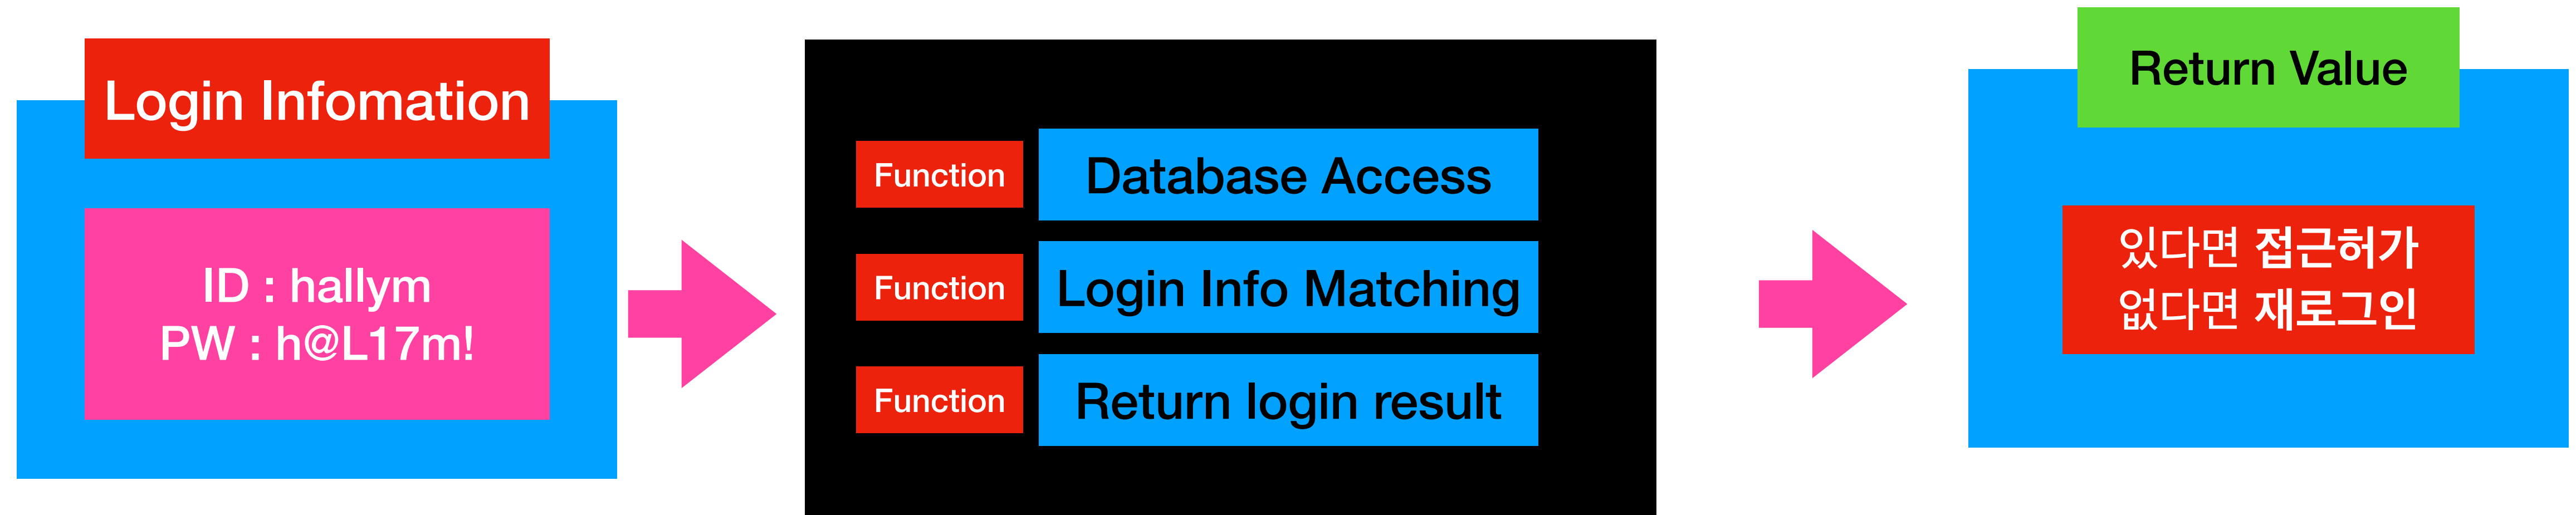 Login Infomation
ID : hallym
PW : h@L17m!
Function
Database Access
Function
Login Info Matching
Function
Return login result
Return Value
있다면 접근허가
없다면 재로그인